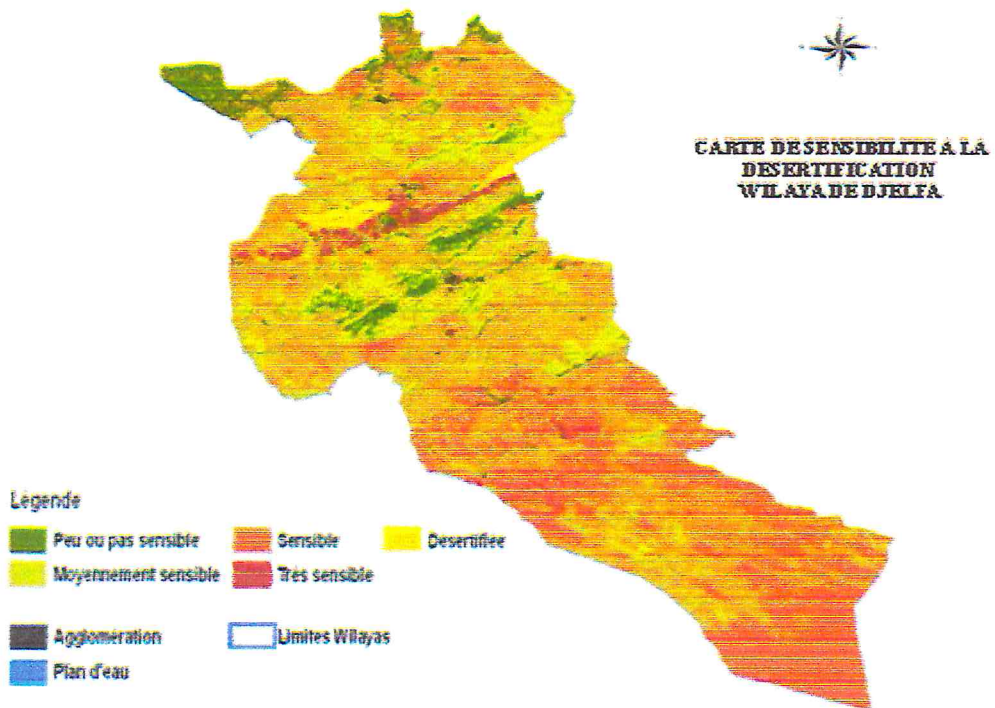 CARTE DE SENSIBILITE A LA
DESERTIFICATION
WILAYA DE DJELFA
Légende
Peu ou pas sensible
Sensible
Desertifiee
Moyennement sensible
Trés sensible
Agglomération
Limites Wilayas
Plan d'eau